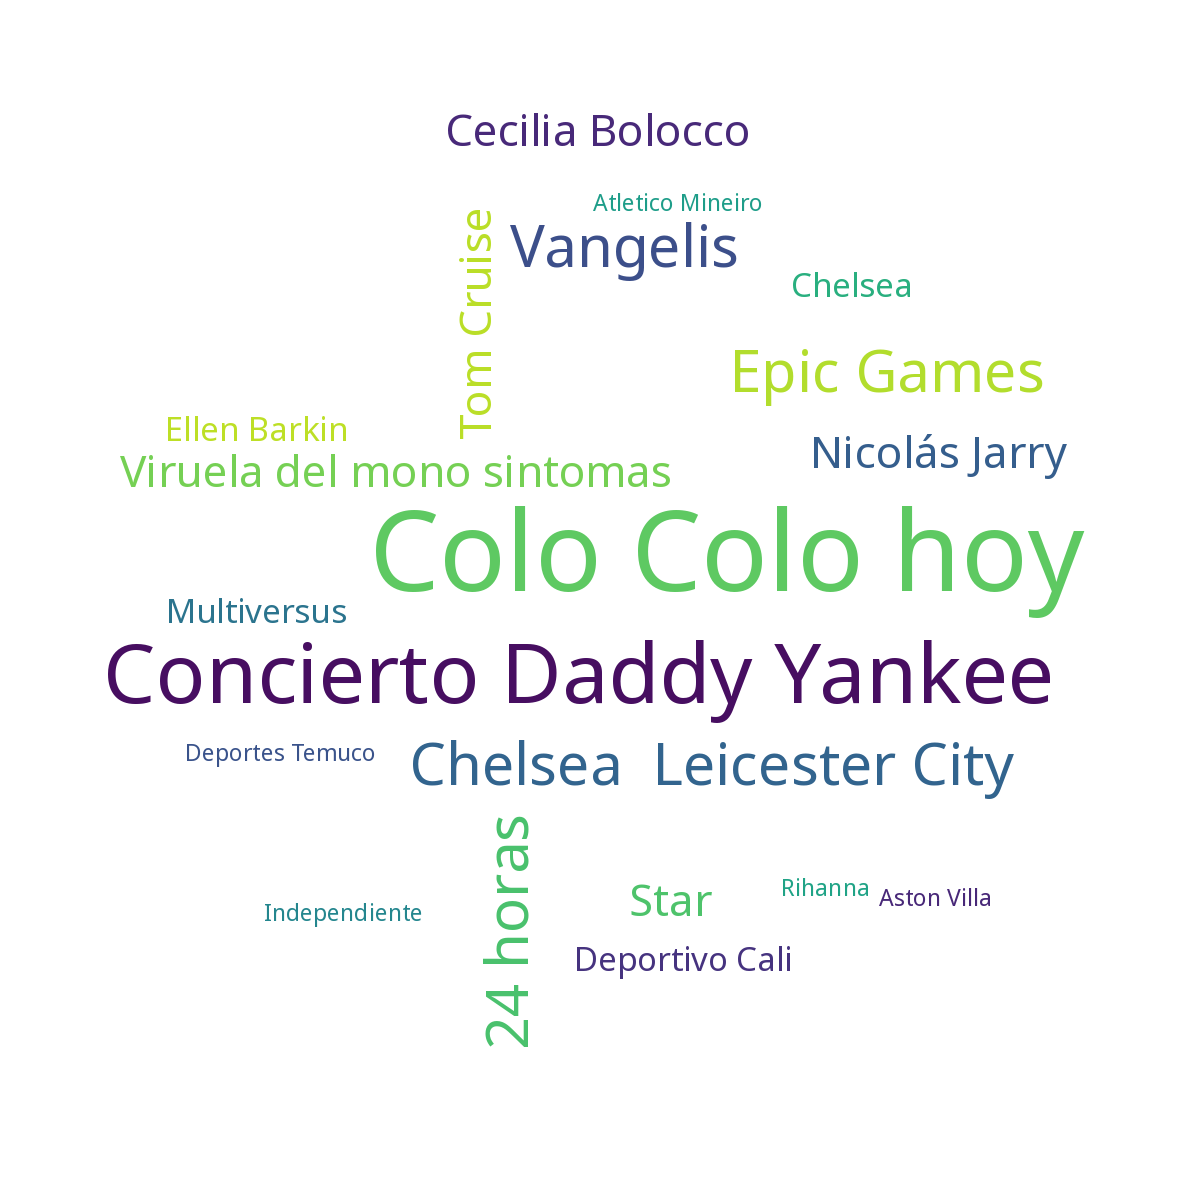 Cecilia Bolocco
Atletico Mineiro
Tom Cruise
Vangelis
Chelsea
Epic Games
Ellen Barkin
Nicolás Jarry
Viruela del mono sintomas
Colo Colo hoy
Multiversus
Concierto Daddy Yankee
Deportes Temuco
Chelsea Leicester City
24 horas
Star
Rihanna
Aston Villa
Independiente
Deportivo Cali